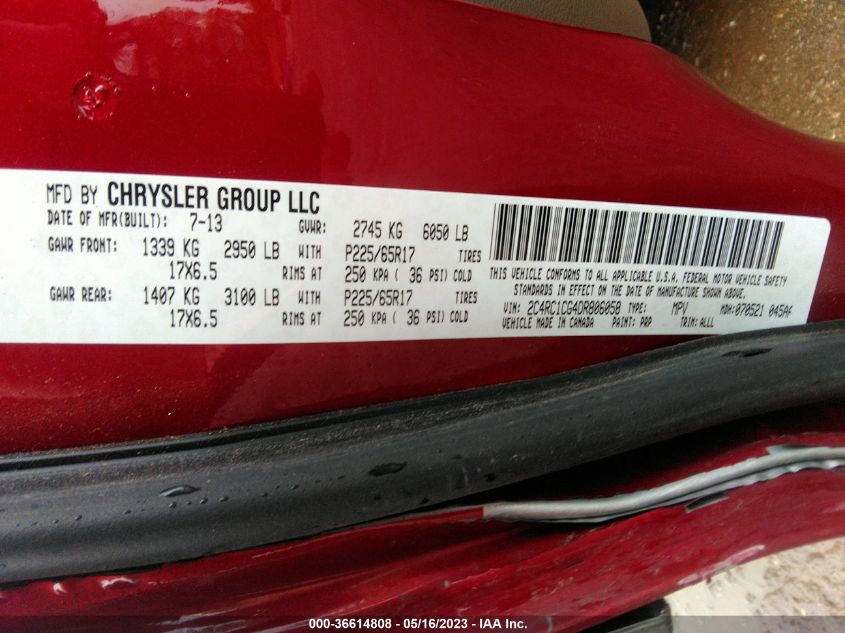 MFD BY CHRYSLER GROUP LLC
DATE OF MFR(BUILT): 7-13 GVWR: 2745 KG 6050 LB
GAWR FRONT: 1339 KG 2950 LB WITH P225/65R17 TIRES
17X6.5 RIMS AT 250 KPA ( 36 PSI) COLD
GAWR REAR: 1407 KG 3100 LB WITH P225/65R17 TIRES
17X6.5 RIMS AT 250 KPA ( 36 PSI) COLD
THIS VEHICLE CONFORMS TO ALL APPLICABLE U.S.A. FEDERAL MOTOR VEHICLE SAFETY
STANDARDS IN EFFECT ON THE DATE OF MANUFACTURE SHOWN ABOVE.
VIN: 2C4RC1CG4DR806058 TYPE: MPV MDH: 070521 045AA
VEHICLE MADE IN CANADA PAINT: PRP TRIM: ALLL
000-36614808 - 05/16/2023 - IAA Inc.